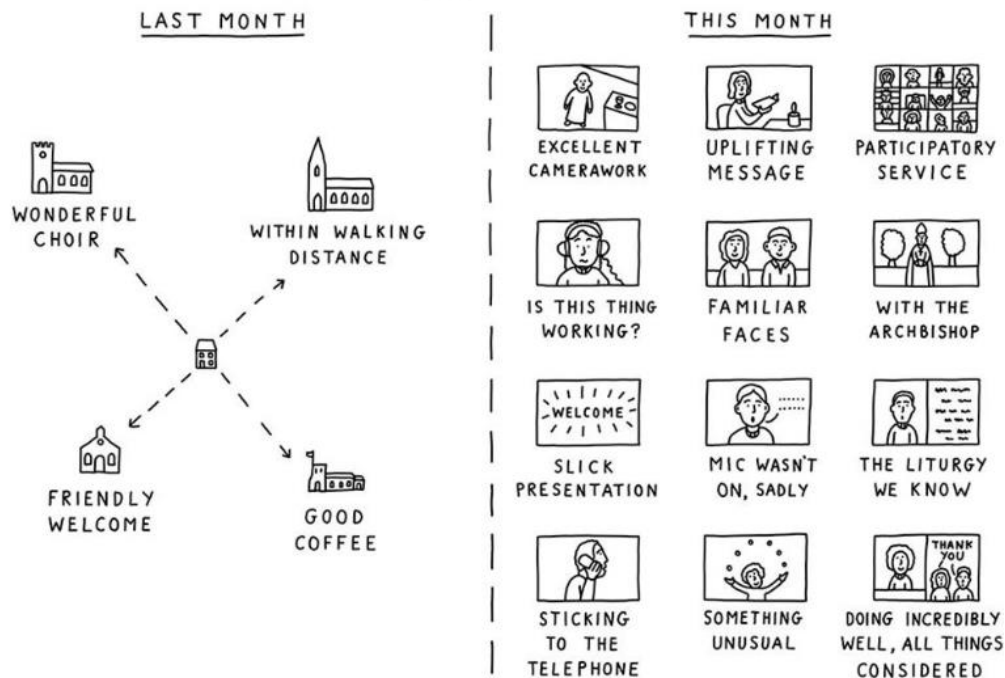 LAST MONTH
WONDERFUL
CHOIR
WITHIN WALKING
DISTANCE
FRIENDLY
WELCOME
GOOD
COFFEE
THIS MONTH
EXCELLENT
CAMERAWORK
UPLIFTING
MESSAGE
PARTICIPATORY
SERVICE
IS THIS THING
WORKING?
FAMILIAR
FACES
WITH THE
ARCHBISHOP
WELCOME
SLICK
PRESENTATION
MIC WASN'T
ON, SADLY
THE LITURGY
WE KNOW
STICKING
TO THE
TELEPHONE
SOMETHING
UNUSUAL
THANK
YOU
DOING INCREDIBLY
WELL, ALL THINGS
CONSIDERED